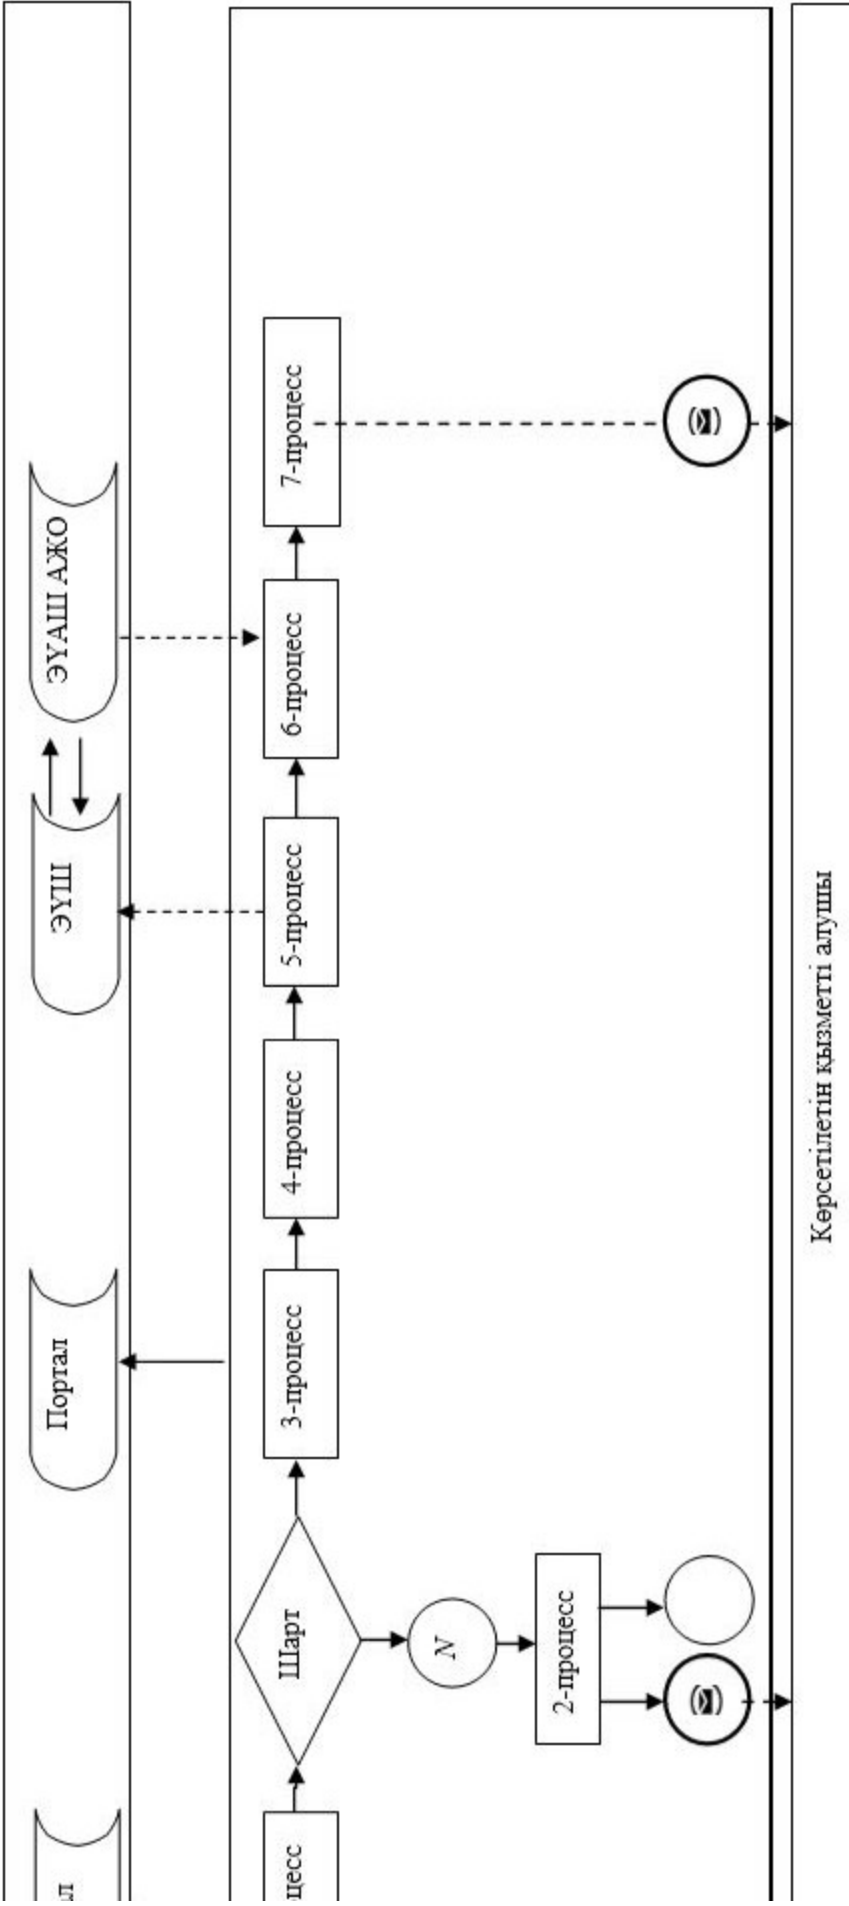 л
Портал
ЭҮШ
ЭҮАШ АЖО
цесс
Шарт
3-процесс
4-процесс
5-процесс
6-процесс
7-процесс
N
2-процесс
Көрсетілетін қызметті алушы